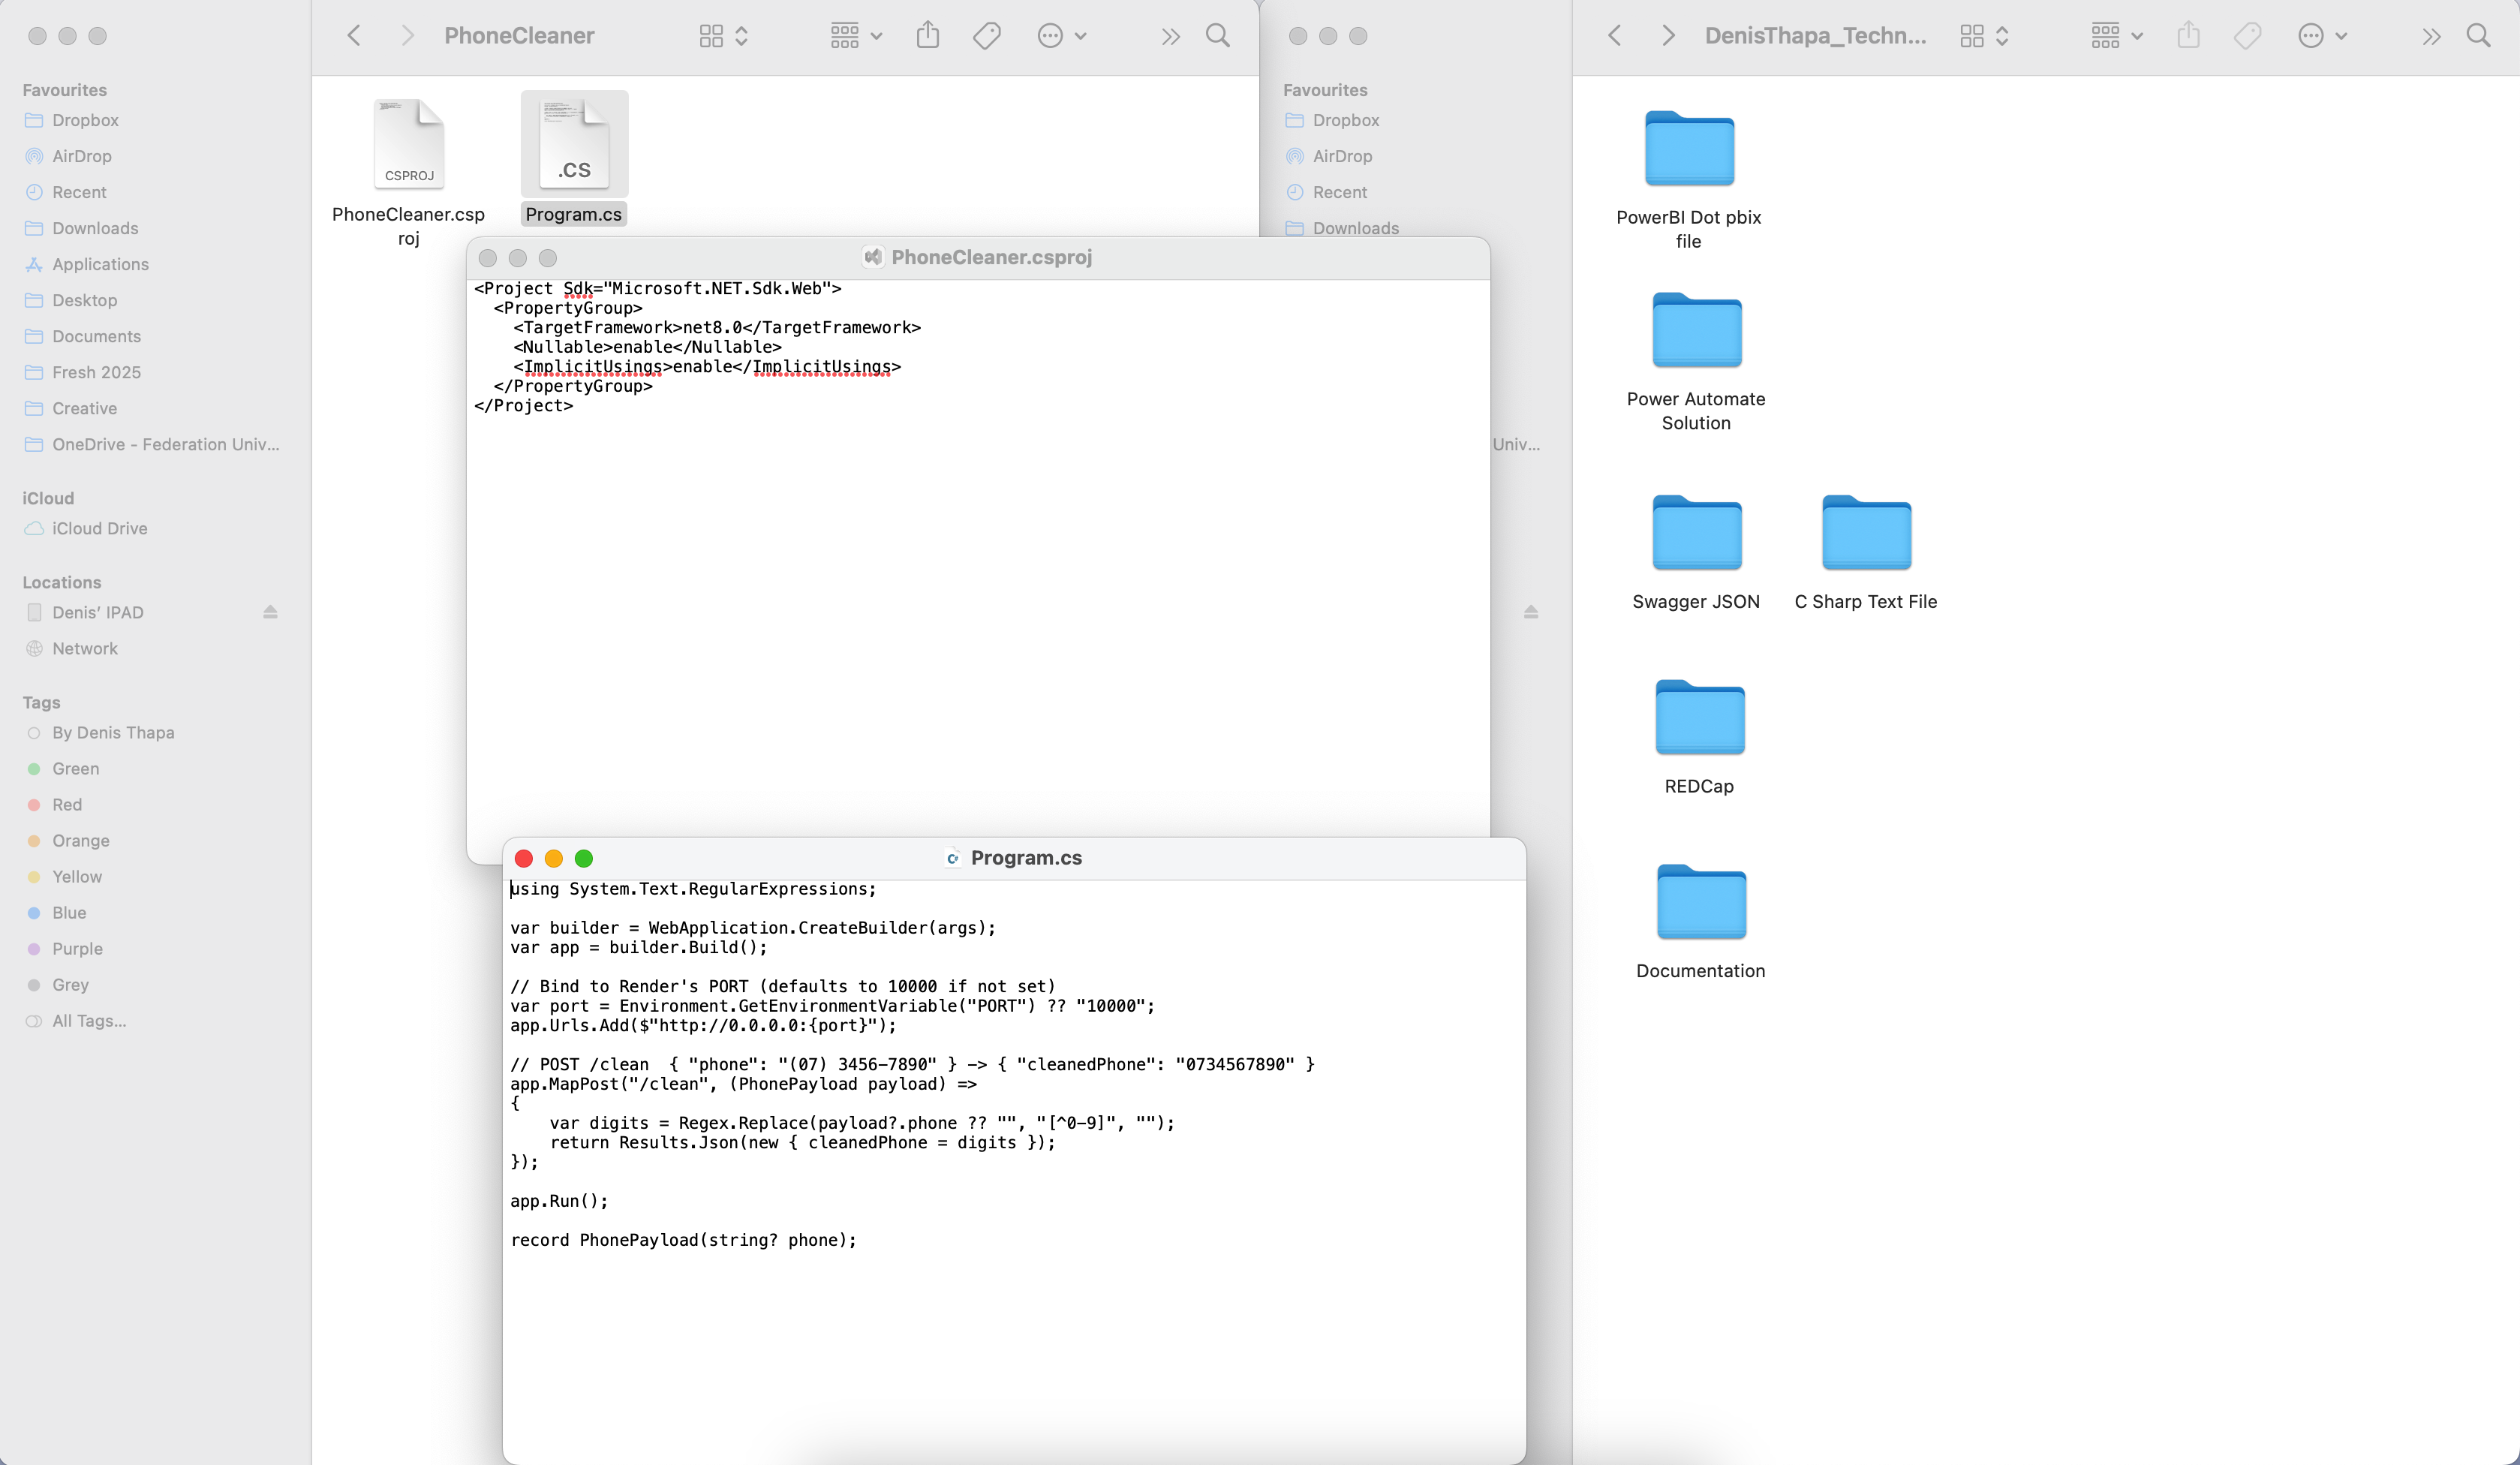 PhoneCleaner
Favourites
Dropbox
AirDrop
Recent
Downloads
Applications
Desktop
Documents
Fresh 2025
Creative
OneDrive - Federation Univ...
iCloud
iCloud Drive
Locations
Denis' IPAD
Network
Tags
By Denis Thapa
Green
Red
Orange
Yellow
Blue
Purple
Grey
All Tags...
CSPROJ
PhoneCleaner.csp
roj
.CS
Program.cs
PhoneCleaner.csproj
<Project Sdk="Microsoft.NET.Sdk.Web">
  <PropertyGroup>
    <TargetFramework>net8.0</TargetFramework>
    <Nullable>enable</Nullable>
    <ImplicitUsings>enable</ImplicitUsings>
  </PropertyGroup>
</Project>
Program.cs
using System.Text.RegularExpressions;
var builder = WebApplication.CreateBuilder(args);
var app = builder.Build();
// Bind to Render's PORT (defaults to 10000 if not set)
var port = Environment.GetEnvironmentVariable("PORT") ?? "10000";
app.Urls.Add($"http://0.0.0.0:{port}");
// POST /clean  { "phone": "(07) 3456-7890" } -> { "cleanedPhone": "0734567890" }
app.MapPost("/clean", (PhonePayload payload) =>
{
    var digits = Regex.Replace(payload?.phone ?? "", "[^0-9]", "");
    return Results.Json(new { cleanedPhone = digits });
});
app.Run();
record PhonePayload(string? phone);
DenisThapa_Techn...
Favourites
Dropbox
AirDrop
Recent
Downloads
Univ...
PowerBI Dot pbix
file
Power Automate
Solution
Swagger JSON
C Sharp Text File
REDCap
Documentation